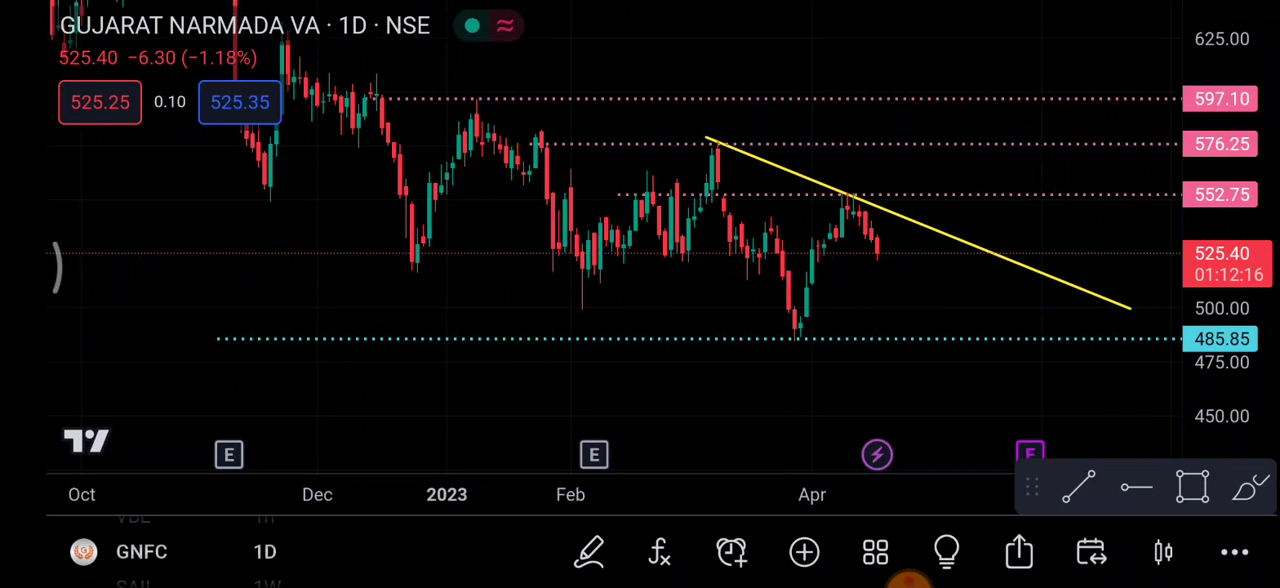 GUJARAT NARMADA VA · 1D · NSE
525.40 −6.30 (−1.18%)
525.25 0.10 525.35
625.00
597.10
576.25
552.75
525.40
01:12:16
500.00
485.85
475.00
450.00
E E E
Oct Dec 2023 Feb Apr
GNFC 1D
SAIL 1W